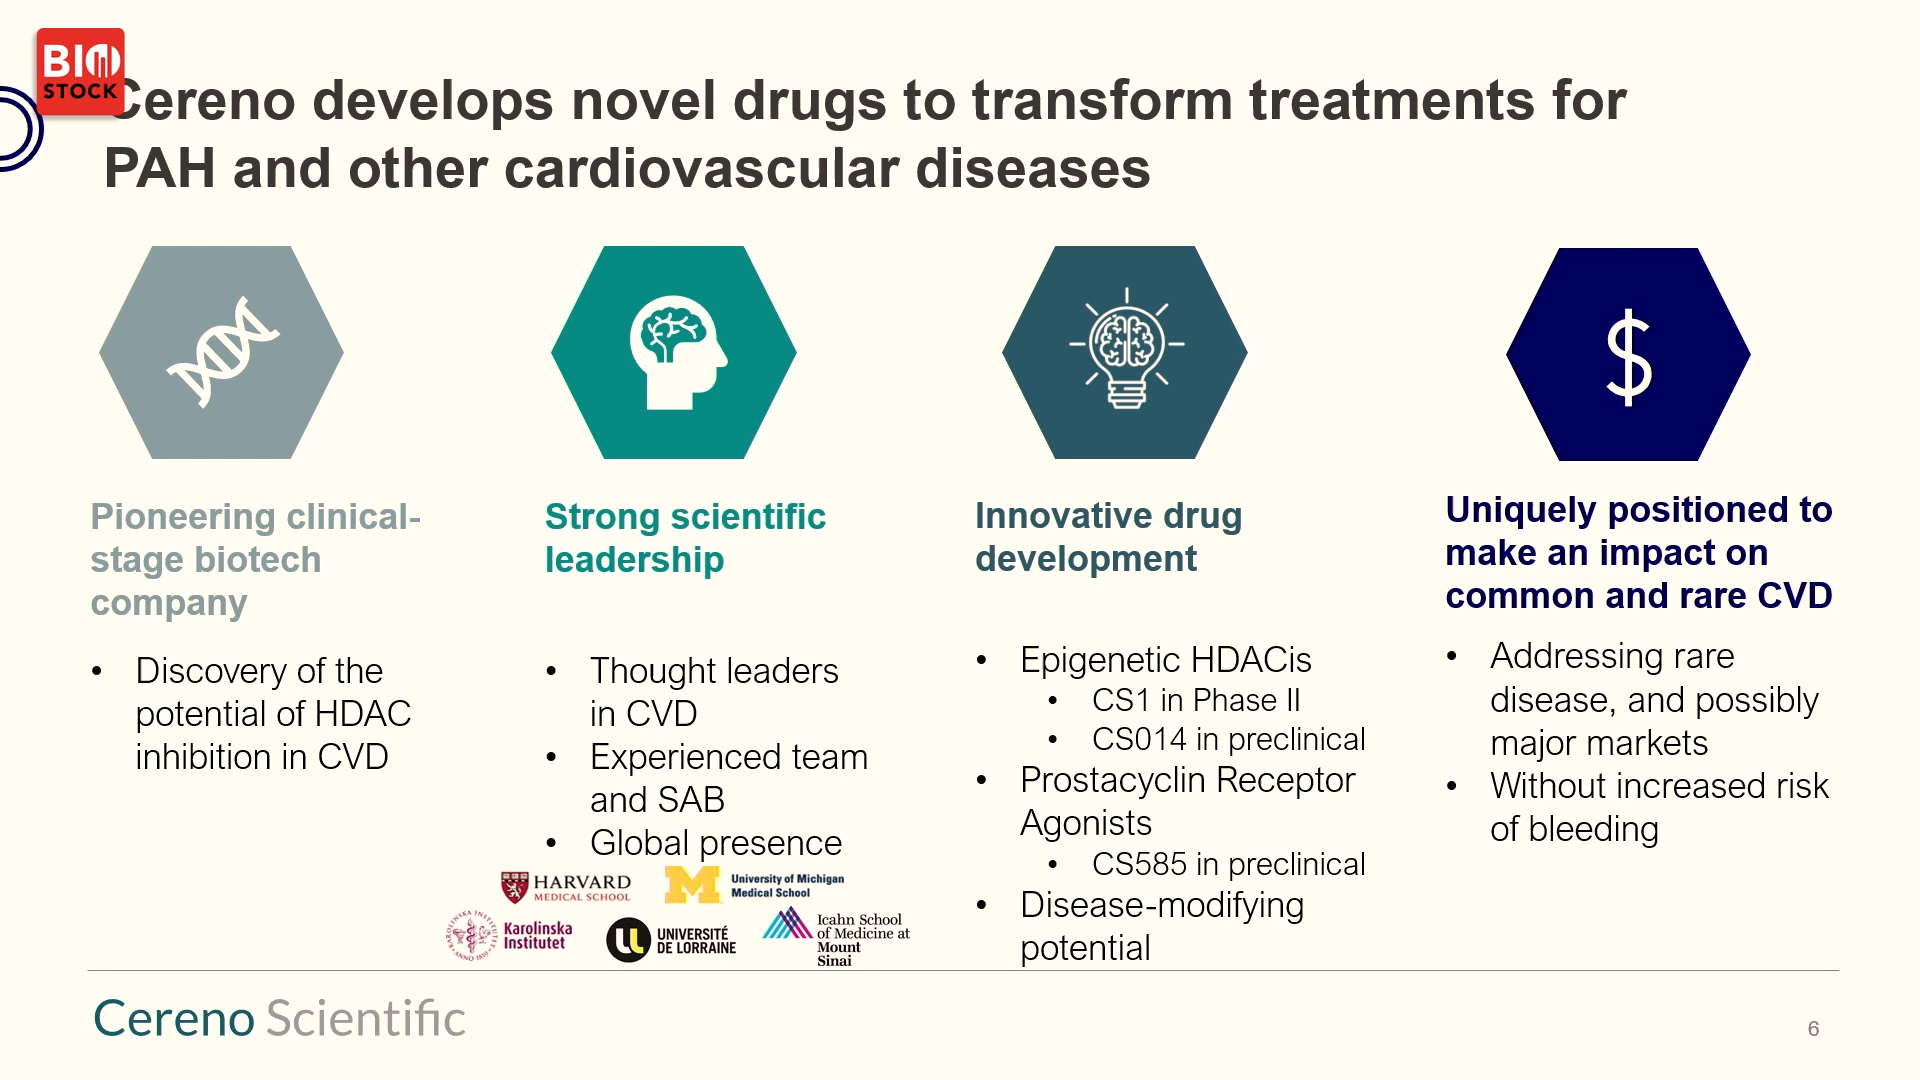 BIO
STOCK
Cereno develops novel drugs to transform treatments for
PAH and other cardiovascular diseases
$
Pioneering clinical-
stage biotech
company
• Discovery of the
potential of HDAC
inhibition in CVD
Strong scientific
leadership
• Thought leaders
in CVD
• Experienced team
and SAB
• Global presence
HARVARD
MEDICAL SCHOOL
M
University of Michigan
Medical School
KAROLINSKA INSTITUTET
ANNO 1810
Karolinska
Institutet
UNIVERSITÉ
DE LORRAINE
Icahn School
of Medicine at
Mount
Sinai
Innovative drug
development
• Epigenetic HDACis
• CS1 in Phase II
• CS014 in preclinical
• Prostacyclin Receptor
Agonists
• CS585 in preclinical
• Disease-modifying
potential
Uniquely positioned to
make an impact on
common and rare CVD
• Addressing rare
disease, and possibly
major markets
• Without increased risk
of bleeding
Cereno Scientific
6